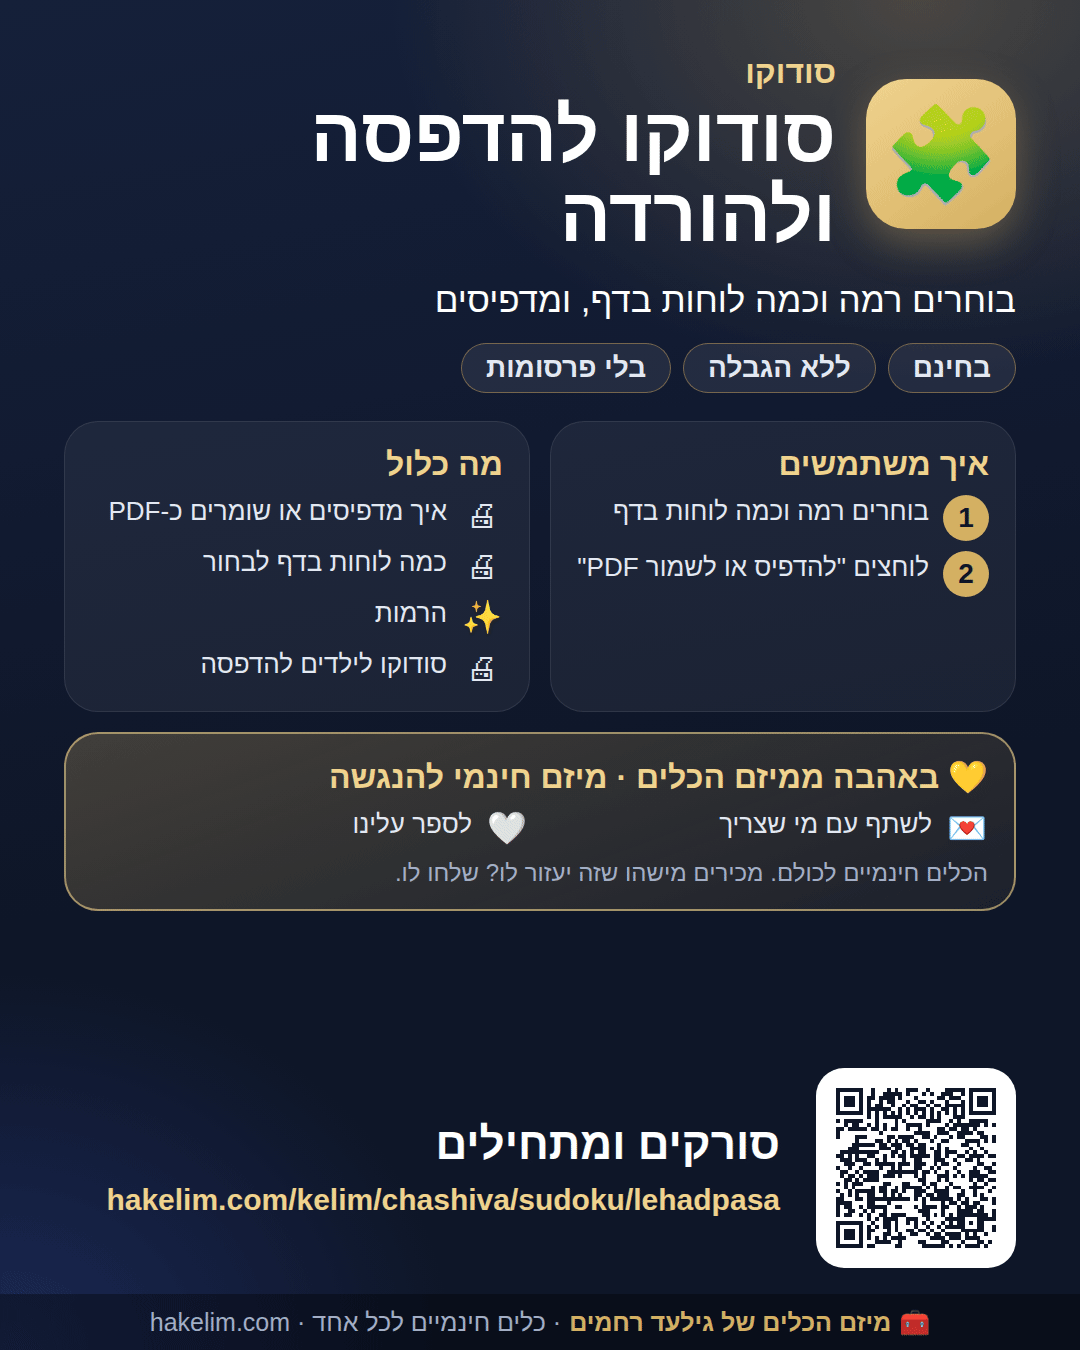 סודוקו
סודוקו להדפסה
ולהורדה
בוחרים רמה וכמה לוחות בדף, ומדפיסים
בחינם
ללא הגבלה
בלי פרסומות
איך משתמשים
1 בוחרים רמה וכמה לוחות בדף
2 לוחצים "להדפיס או לשמור PDF"
מה כלול
איך מדפיסים או שומרים כ-PDF
כמה לוחות בדף לבחור
הרמות
סודוקו לילדים להדפסה
באהבה ממיזם הכלים · מיזם חינמי להנגשה
לשתף עם מי שצריך
לספר עלינו
הכלים חינמיים לכולם. מכירים מישהו שזה יעזור לו? שלחו לו.
סורקים ומתחילים
hakelim.com/kelim/chashiva/sudoku/lehadpasa
מיזם הכלים של גילעד רחמים · כלים חינמיים לכל אחד · hakelim.com